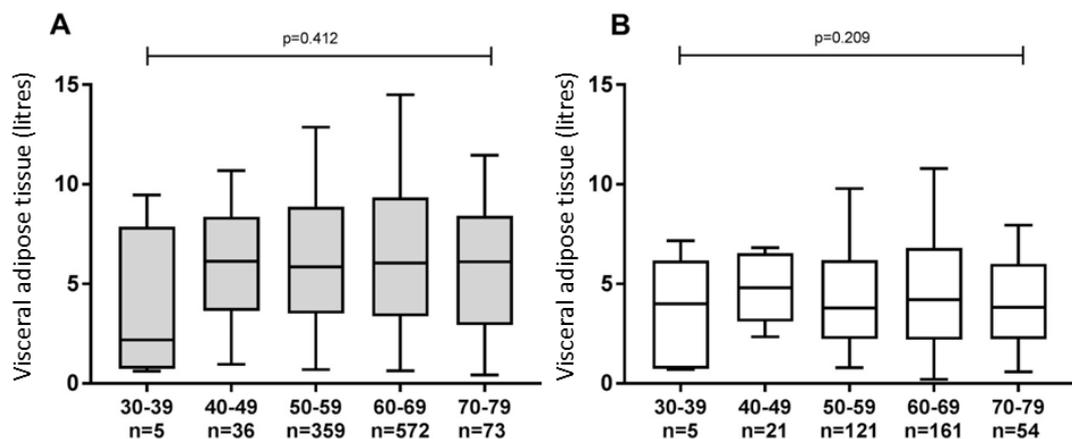 A
p=0.412
Visceral adipose tissue (litres)
15
10
5
0
30-39 40-49 50-59 60-69 70-79
n=5 n=36 n=359 n=572 n=73
B
p=0.209
Visceral adipose tissue (litres)
15
10
5
0
30-39 40-49 50-59 60-69 70-79
n=5 n=21 n=121 n=161 n=54